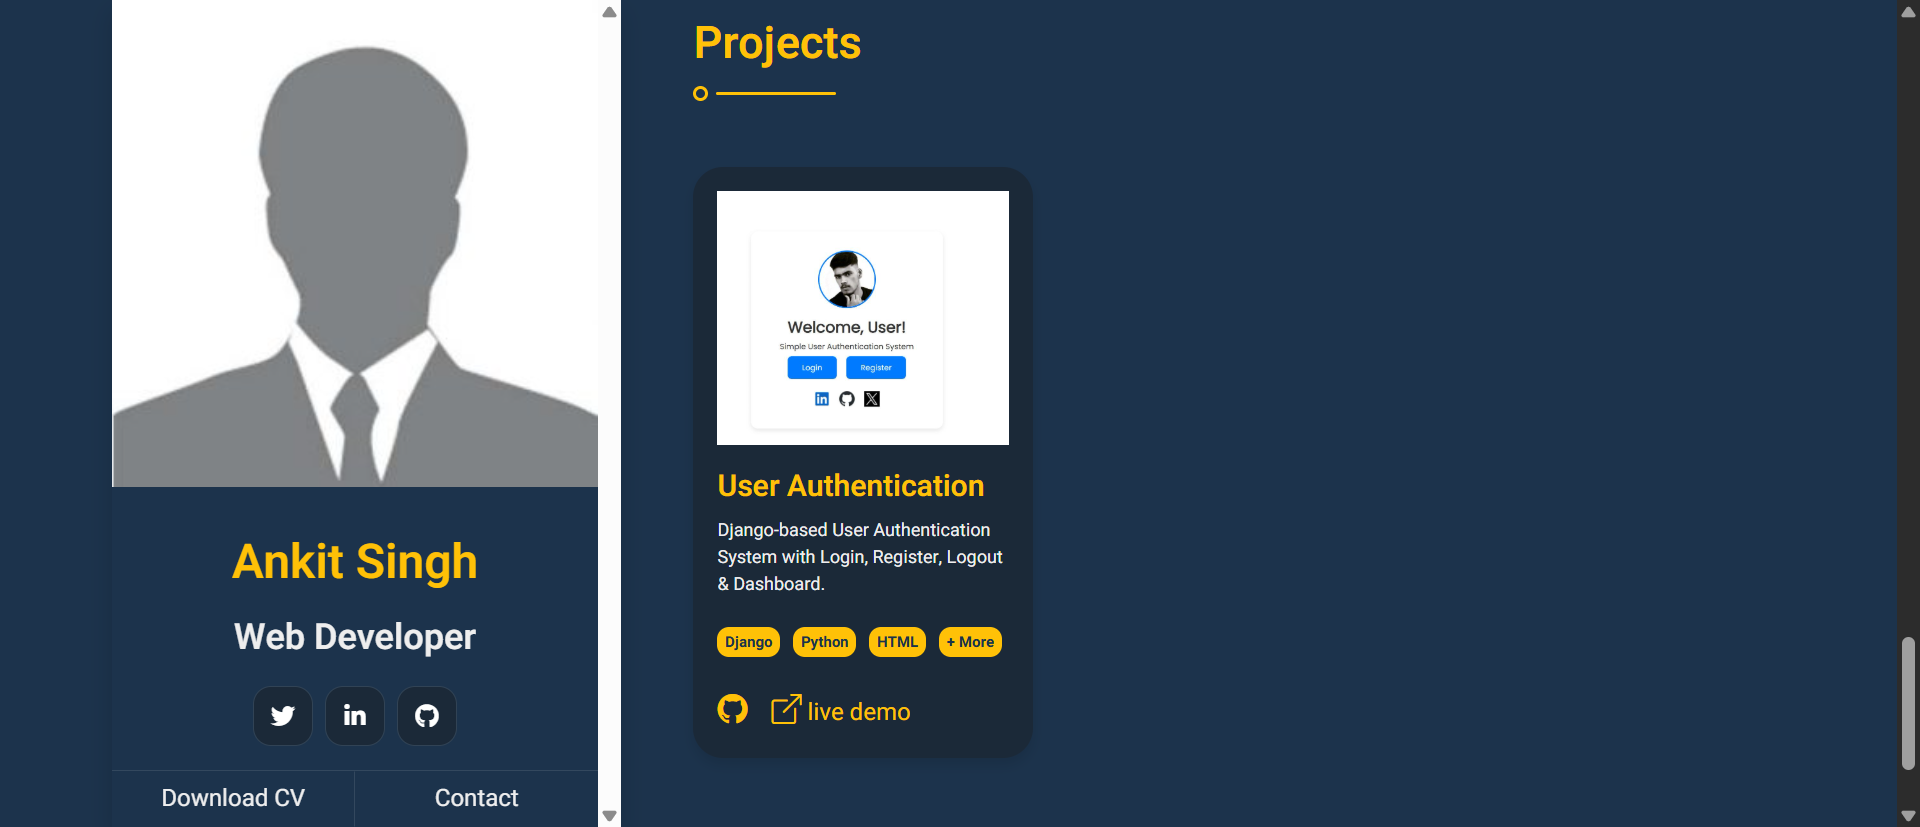 Ankit Singh
Web Developer
Download CV
Contact
Projects
Welcome, User!
Simple User Authentication System
Login
Register
User Authentication
Django-based User Authentication
System with Login, Register, Logout
& Dashboard.
Django
Python
HTML
+ More
live demo